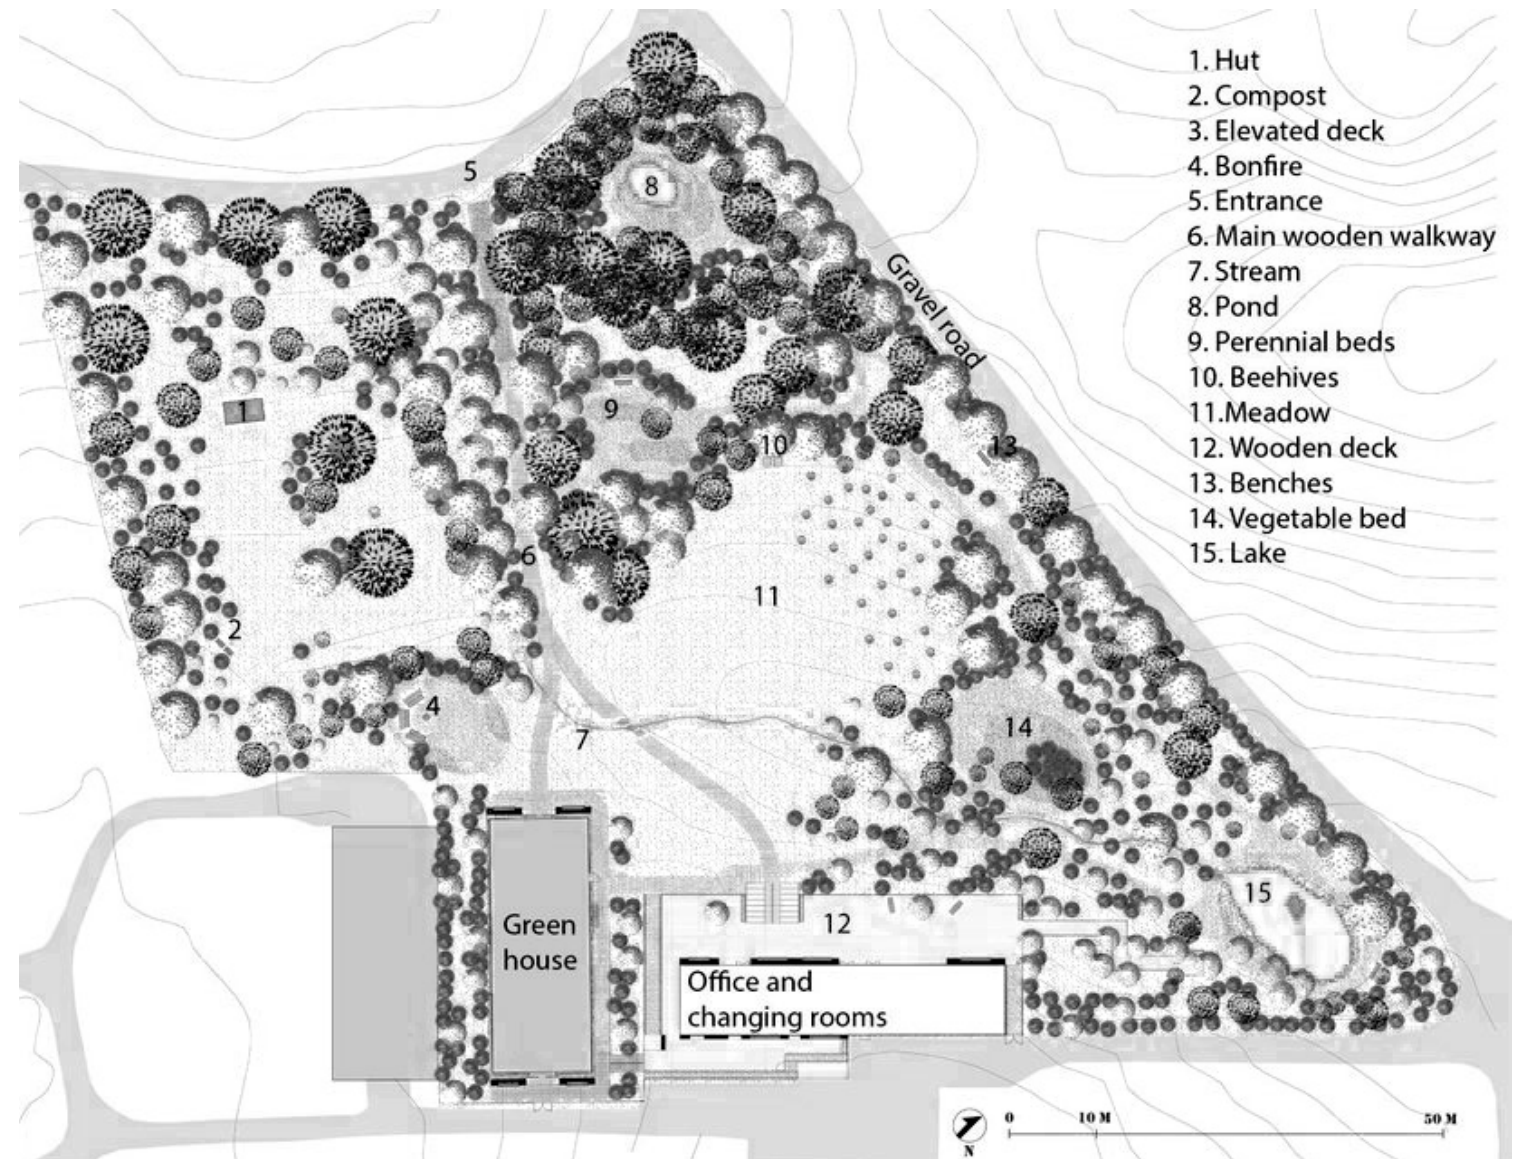 1. Hut
2. Compost
3. Elevated deck
4. Bonfire
5. Entrance
6. Main wooden walkway
7. Stream
8. Pond
9. Perennial beds
10. Beehives
11.Meadow
12. Wooden deck
13. Benches
14. Vegetable bed
15. Lake
5
8
Gravel road
1
9
3
10
13
6
11
2
4
7
14
15
12
Green
house
Office and
changing rooms
0 10 M 50 M
N